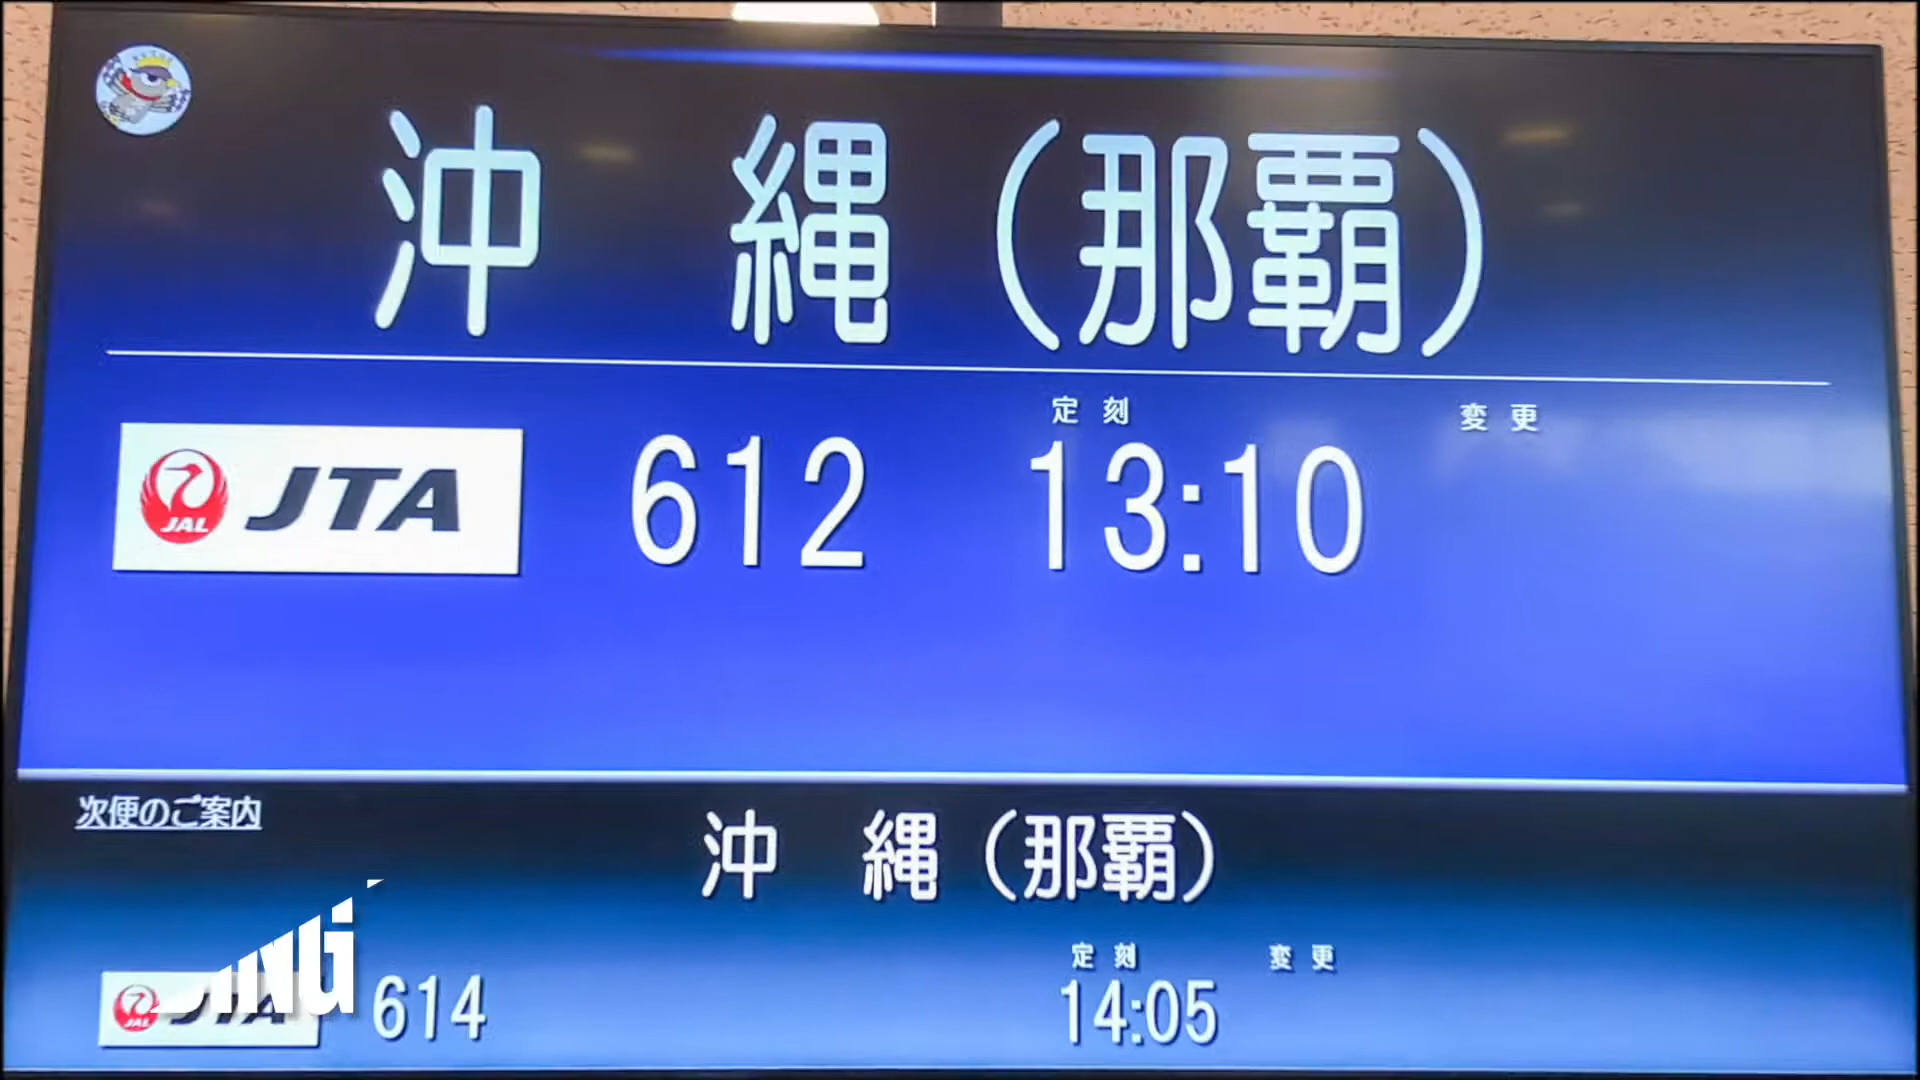 沖 縄 (那覇)
定刻 変更
JAL JTA 612 13:10
次便のご案内
沖 縄 (那覇)
定刻 変更
JAL JTA 614 14:05